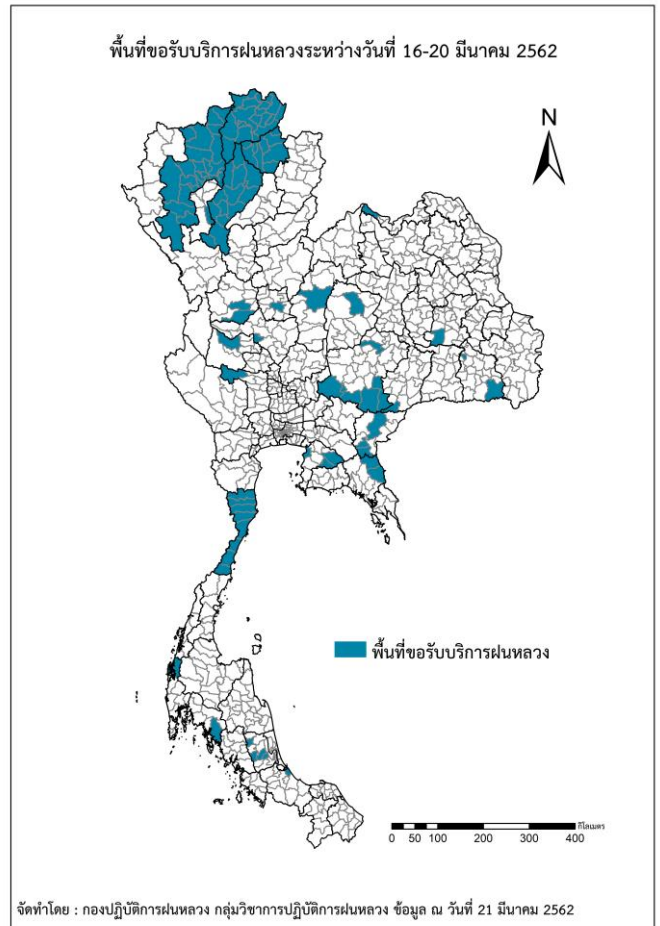 พื้นที่ขอรับบริการฝนหลวงระหว่างวันที่ 16-20 มีนาคม 2562
N
พื้นที่ขอรับบริการฝนหลวง
กิโลเมตร
0 50 100 200 300 400
จัดทำโดย : กองปฏิบัติการฝนหลวง กลุ่มวิชาการปฏิบัติการฝนหลวง ข้อมูล ณ วันที่ 21 มีนาคม 2562